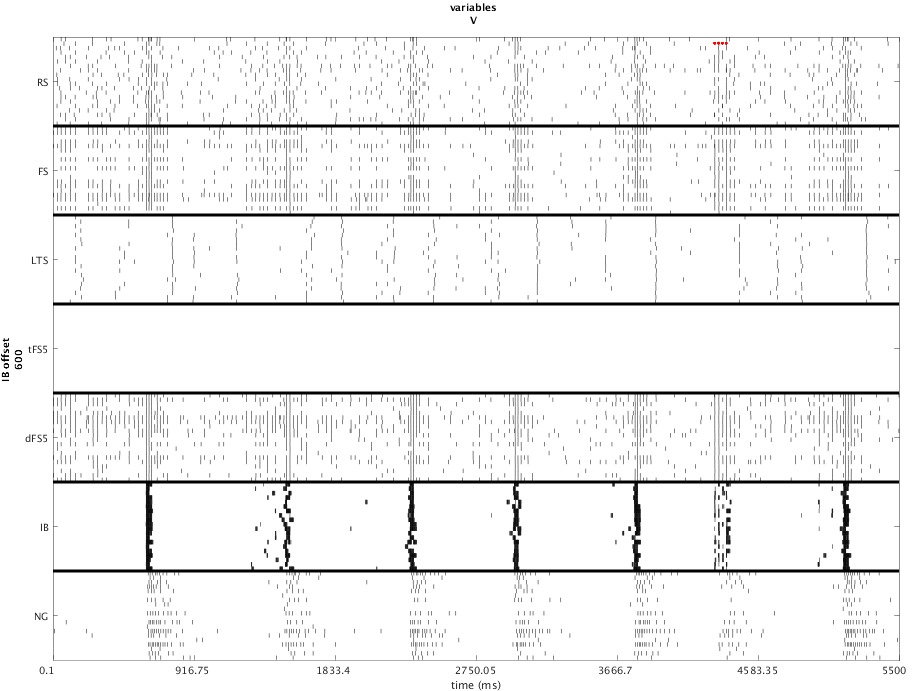 variables
V
RS
FS
LTS
tFS5
dFS5
IB
NG
IB offset
600
0.1 916.75 1833.4 2750.05 3666.7 4583.35 5500
time (ms)